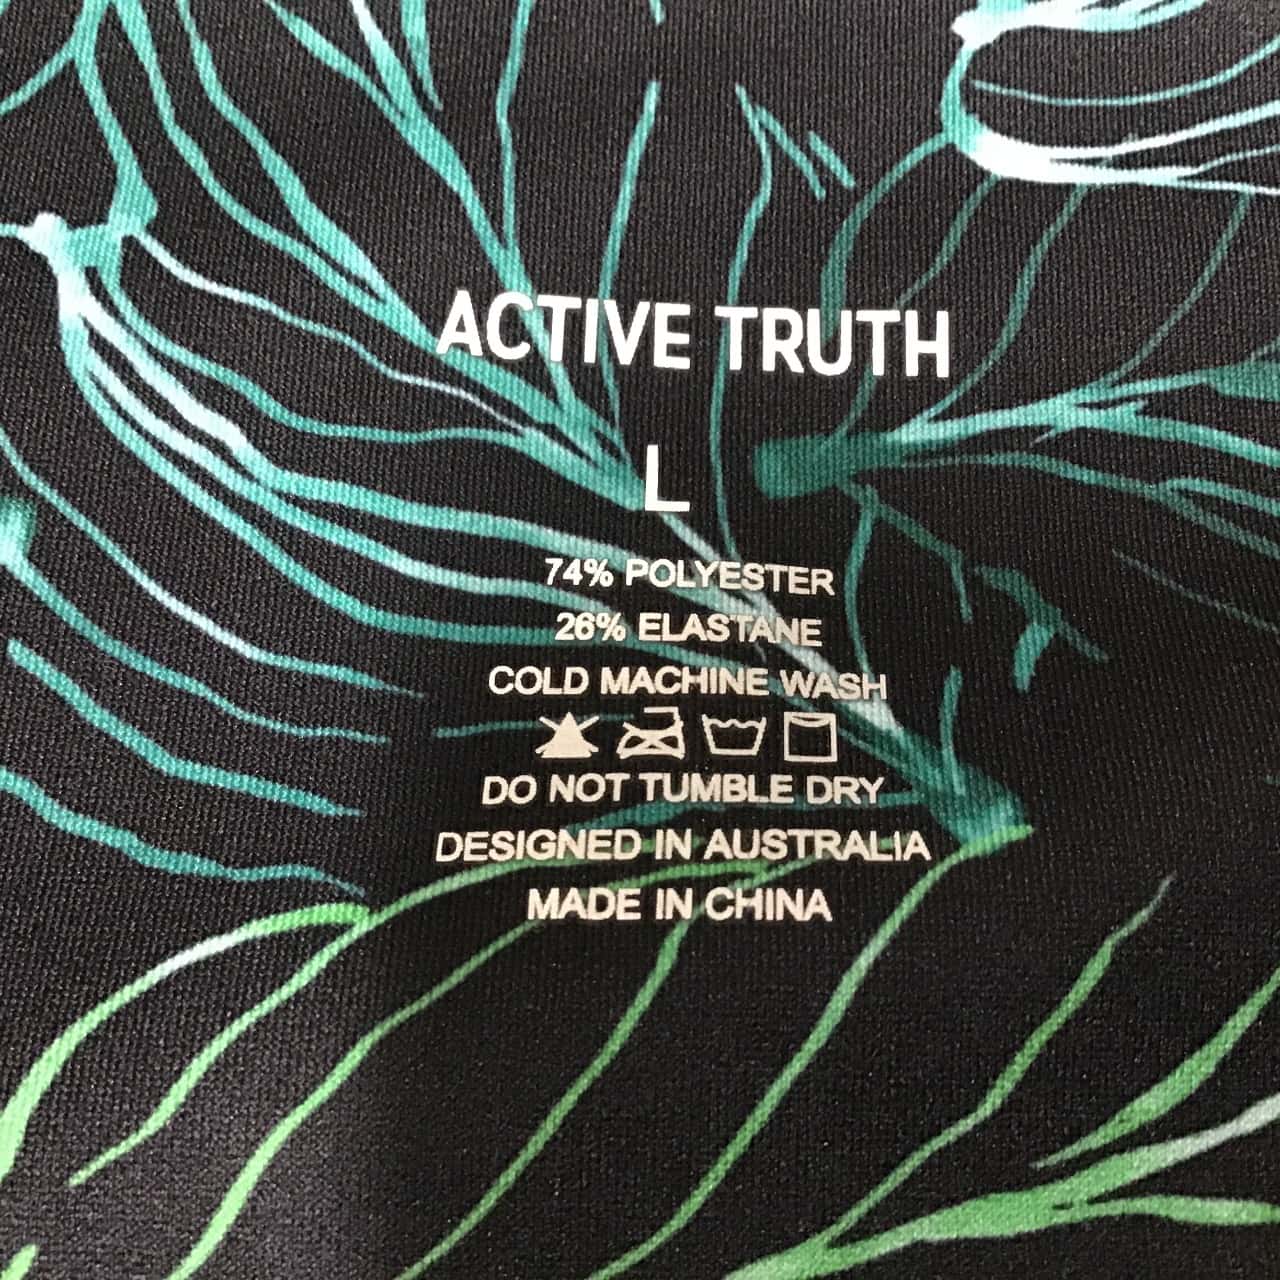 ACTIVE TRUTH
L
74% POLYESTER
26% ELASTANE
COLD MACHINE WASH
DO NOT TUMBLE DRY
DESIGNED IN AUSTRALIA
MADE IN CHINA